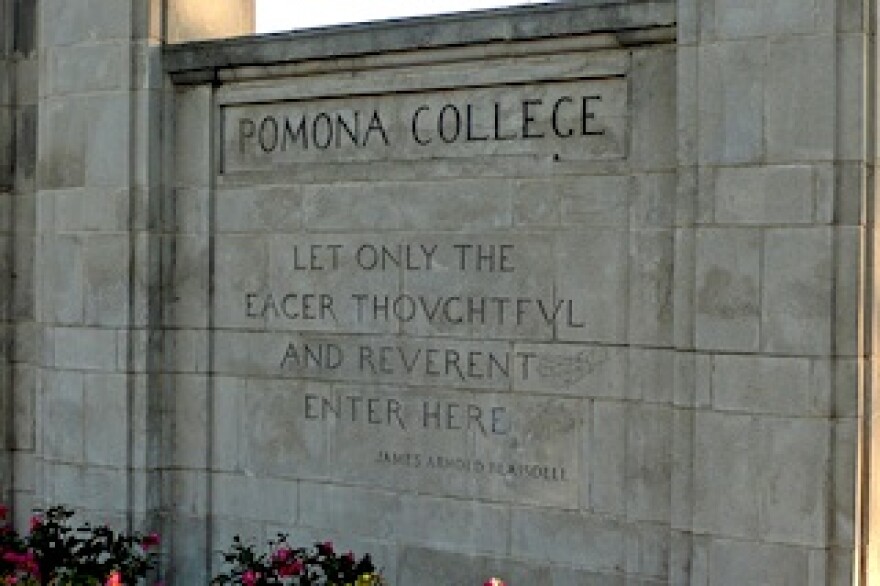 POMONA COLLEGE
LET ONLY THE
EAGER THOVGHTFVL
AND REVERENT
ENTER HERE
JAMES ARNOLD BLAISDELL